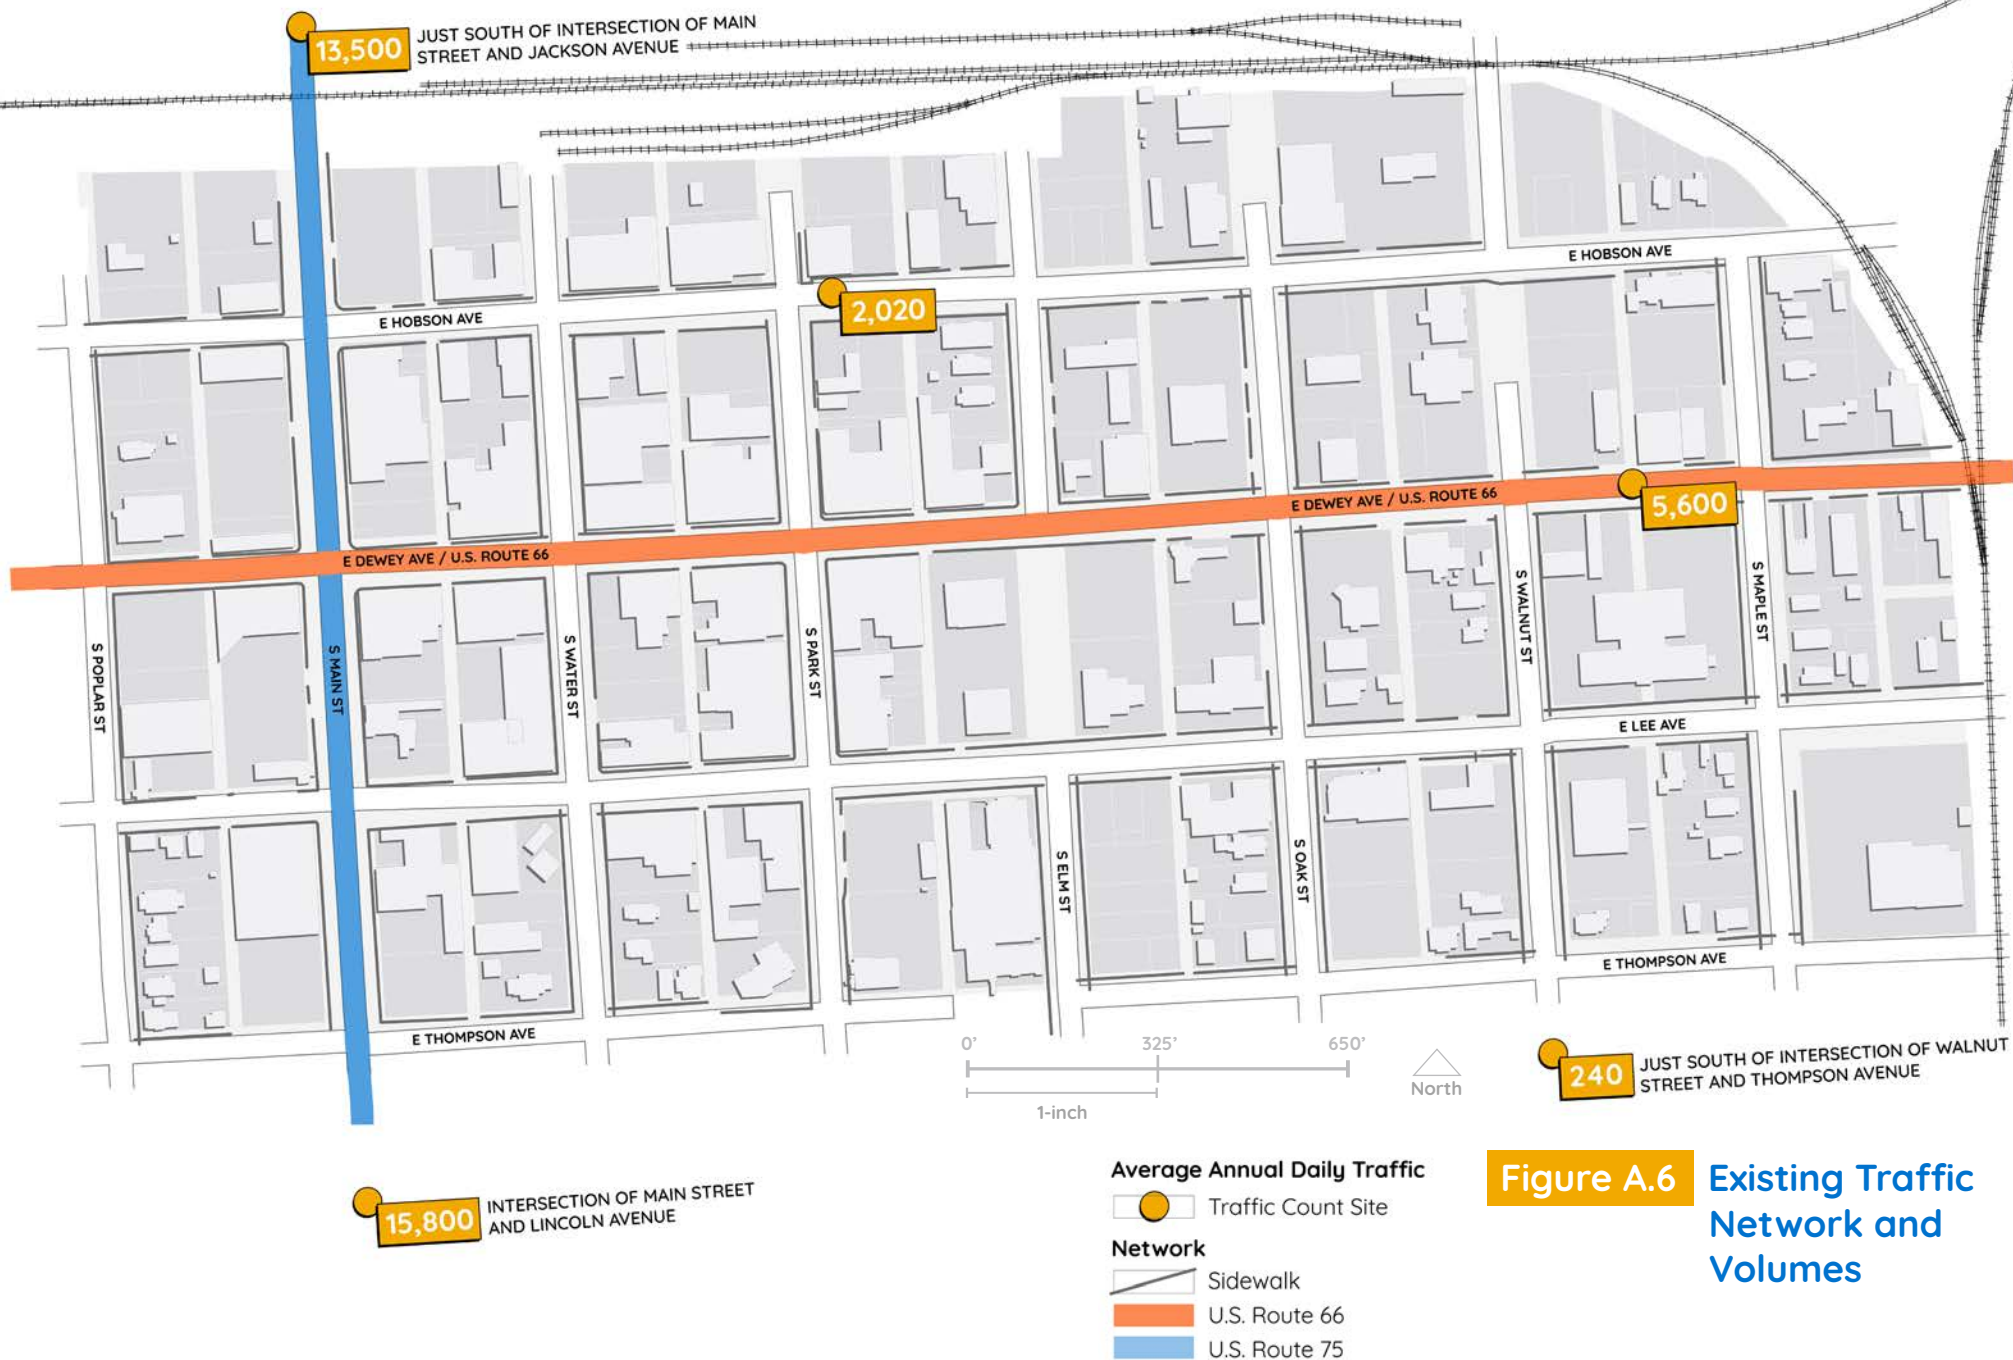 13,500
JUST SOUTH OF INTERSECTION OF MAIN
STREET AND JACKSON AVENUE
E HOBSON AVE
E HOBSON AVE
2,020
E DEWEY AVE / U.S. ROUTE 66
5,600
E DEWEY AVE / U.S. ROUTE 66
S POPLAR ST
S MAIN ST
S WATER ST
S PARK ST
S WALNUT ST
S MAPLE ST
E LEE AVE
S ELM ST
S OAK ST
E THOMPSON AVE
E THOMPSON AVE
0'
325'
650'
1-inch
North
240
JUST SOUTH OF INTERSECTION OF WALNUT
STREET AND THOMPSON AVENUE
15,800
INTERSECTION OF MAIN STREET
AND LINCOLN AVENUE
Average Annual Daily Traffic
Traffic Count Site
Network
Sidewalk
U.S. Route 66
U.S. Route 75
Figure A.6
Existing Traffic
Network and
Volumes